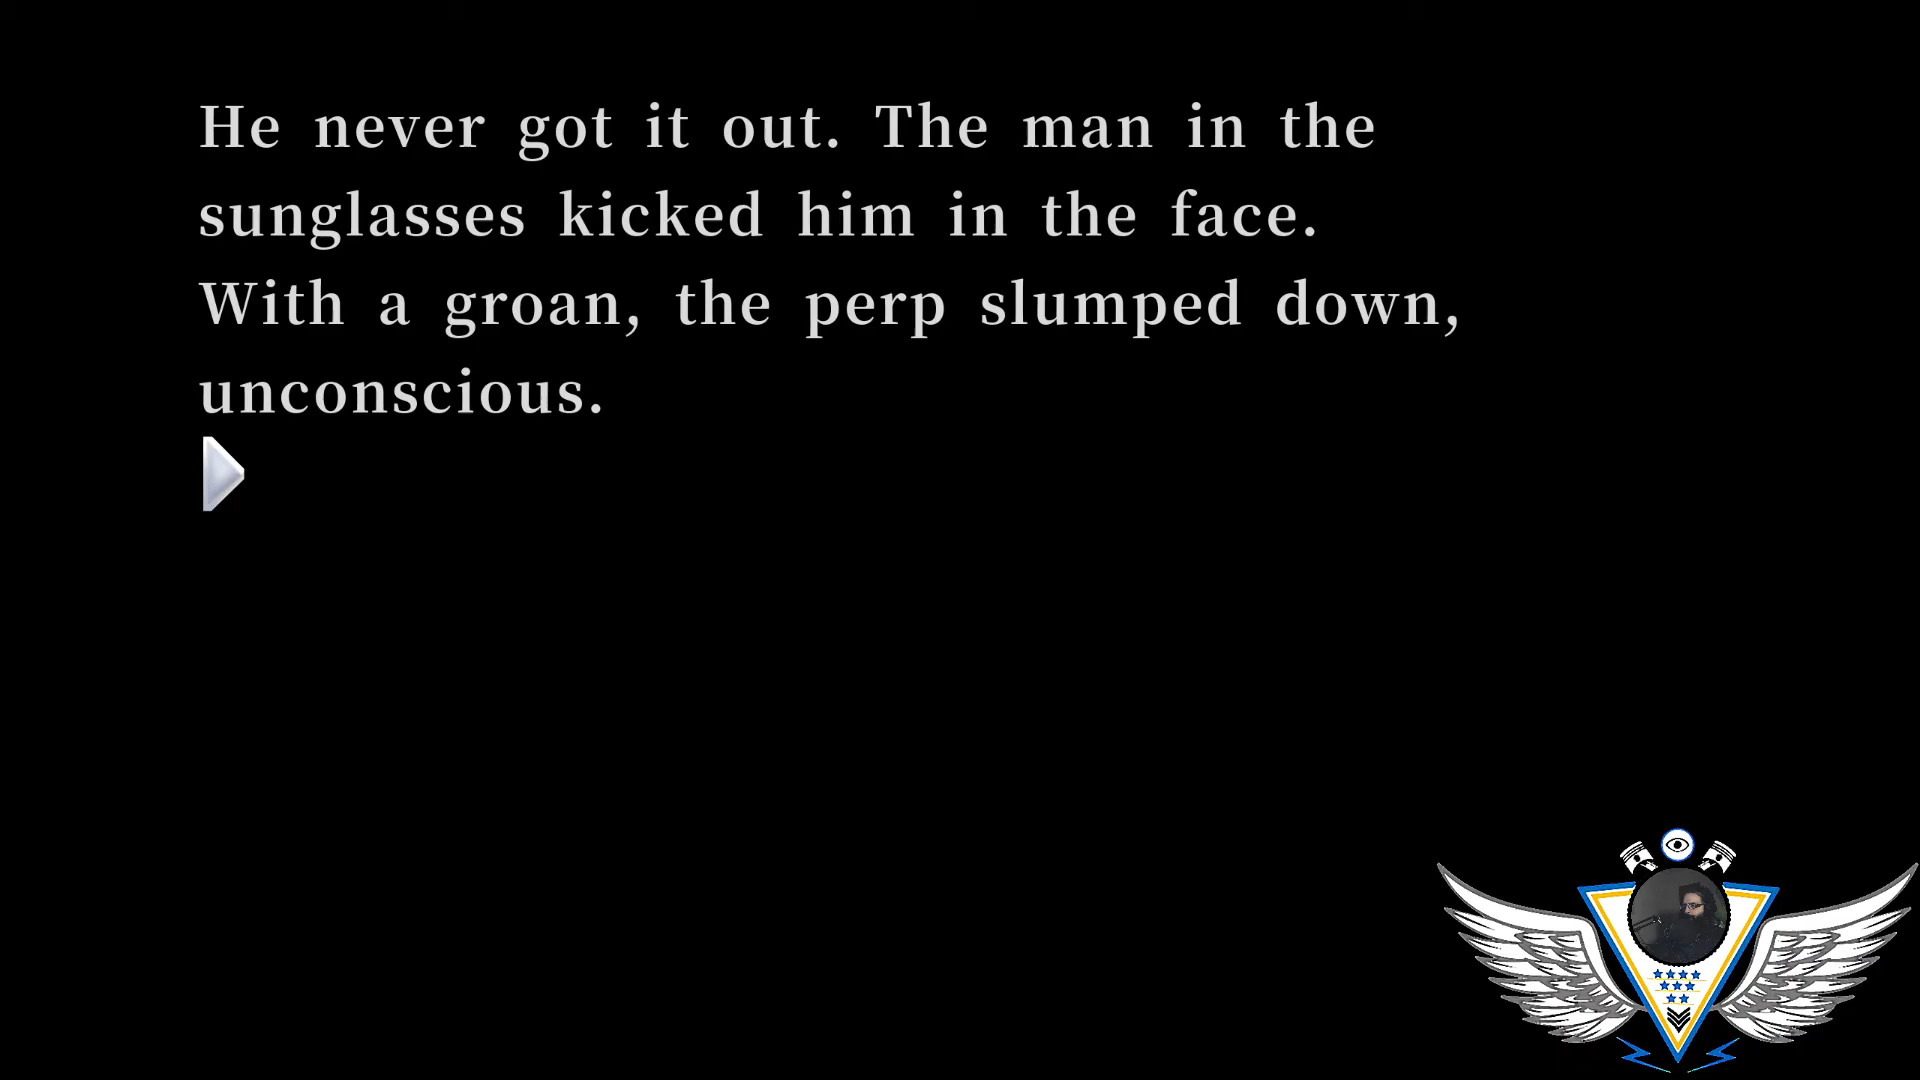 He never got it out. The man in the
sunglasses kicked him in the face.
With a groan, the perp slumped down,
unconscious.